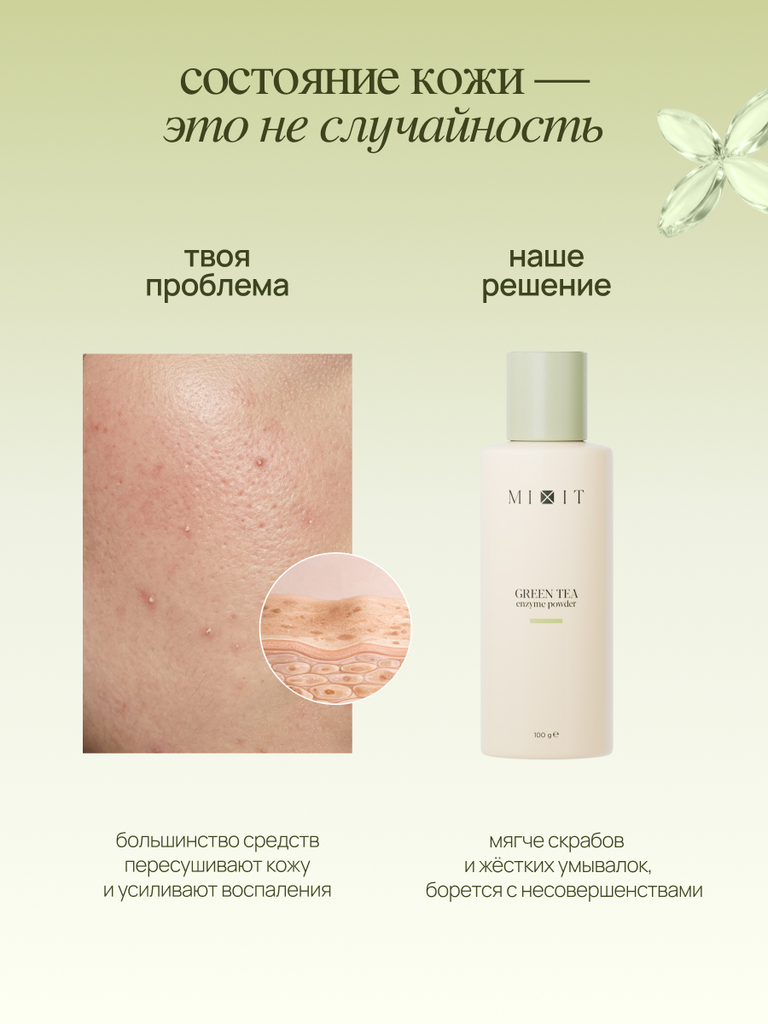 состояние кожи —
это не случайность
твоя
проблема
наше
решение
MIXIT
GREEN TEA
enzyme powder
100 g ℮
большинство средств
пересушивают кожу
и усиливают воспаления
мягче скрабов
и жёстких умывалок,
борется с несовершенствами